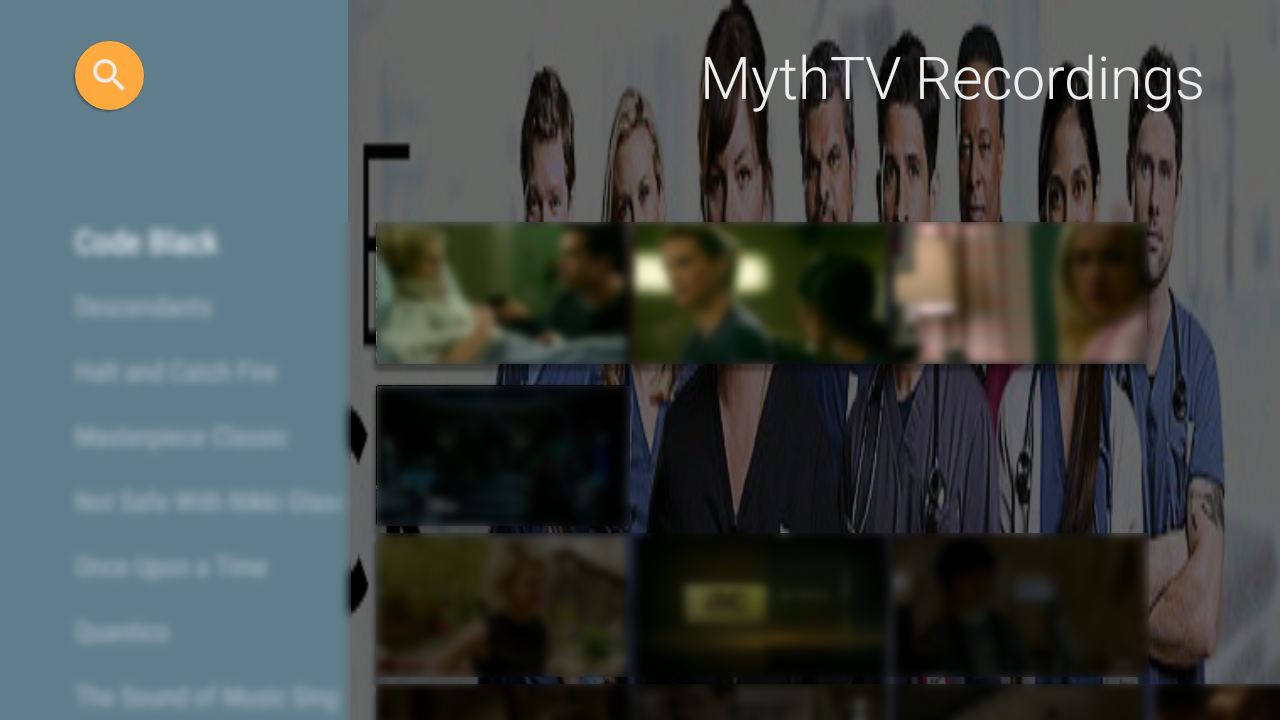 MythTV Recordings
Code Black
Descendants
Halt and Catch Fire
Masterpiece Classic
Not Safe With Nikki Glas
Once Upon a Time
Quantico
The Sound of Music Sing